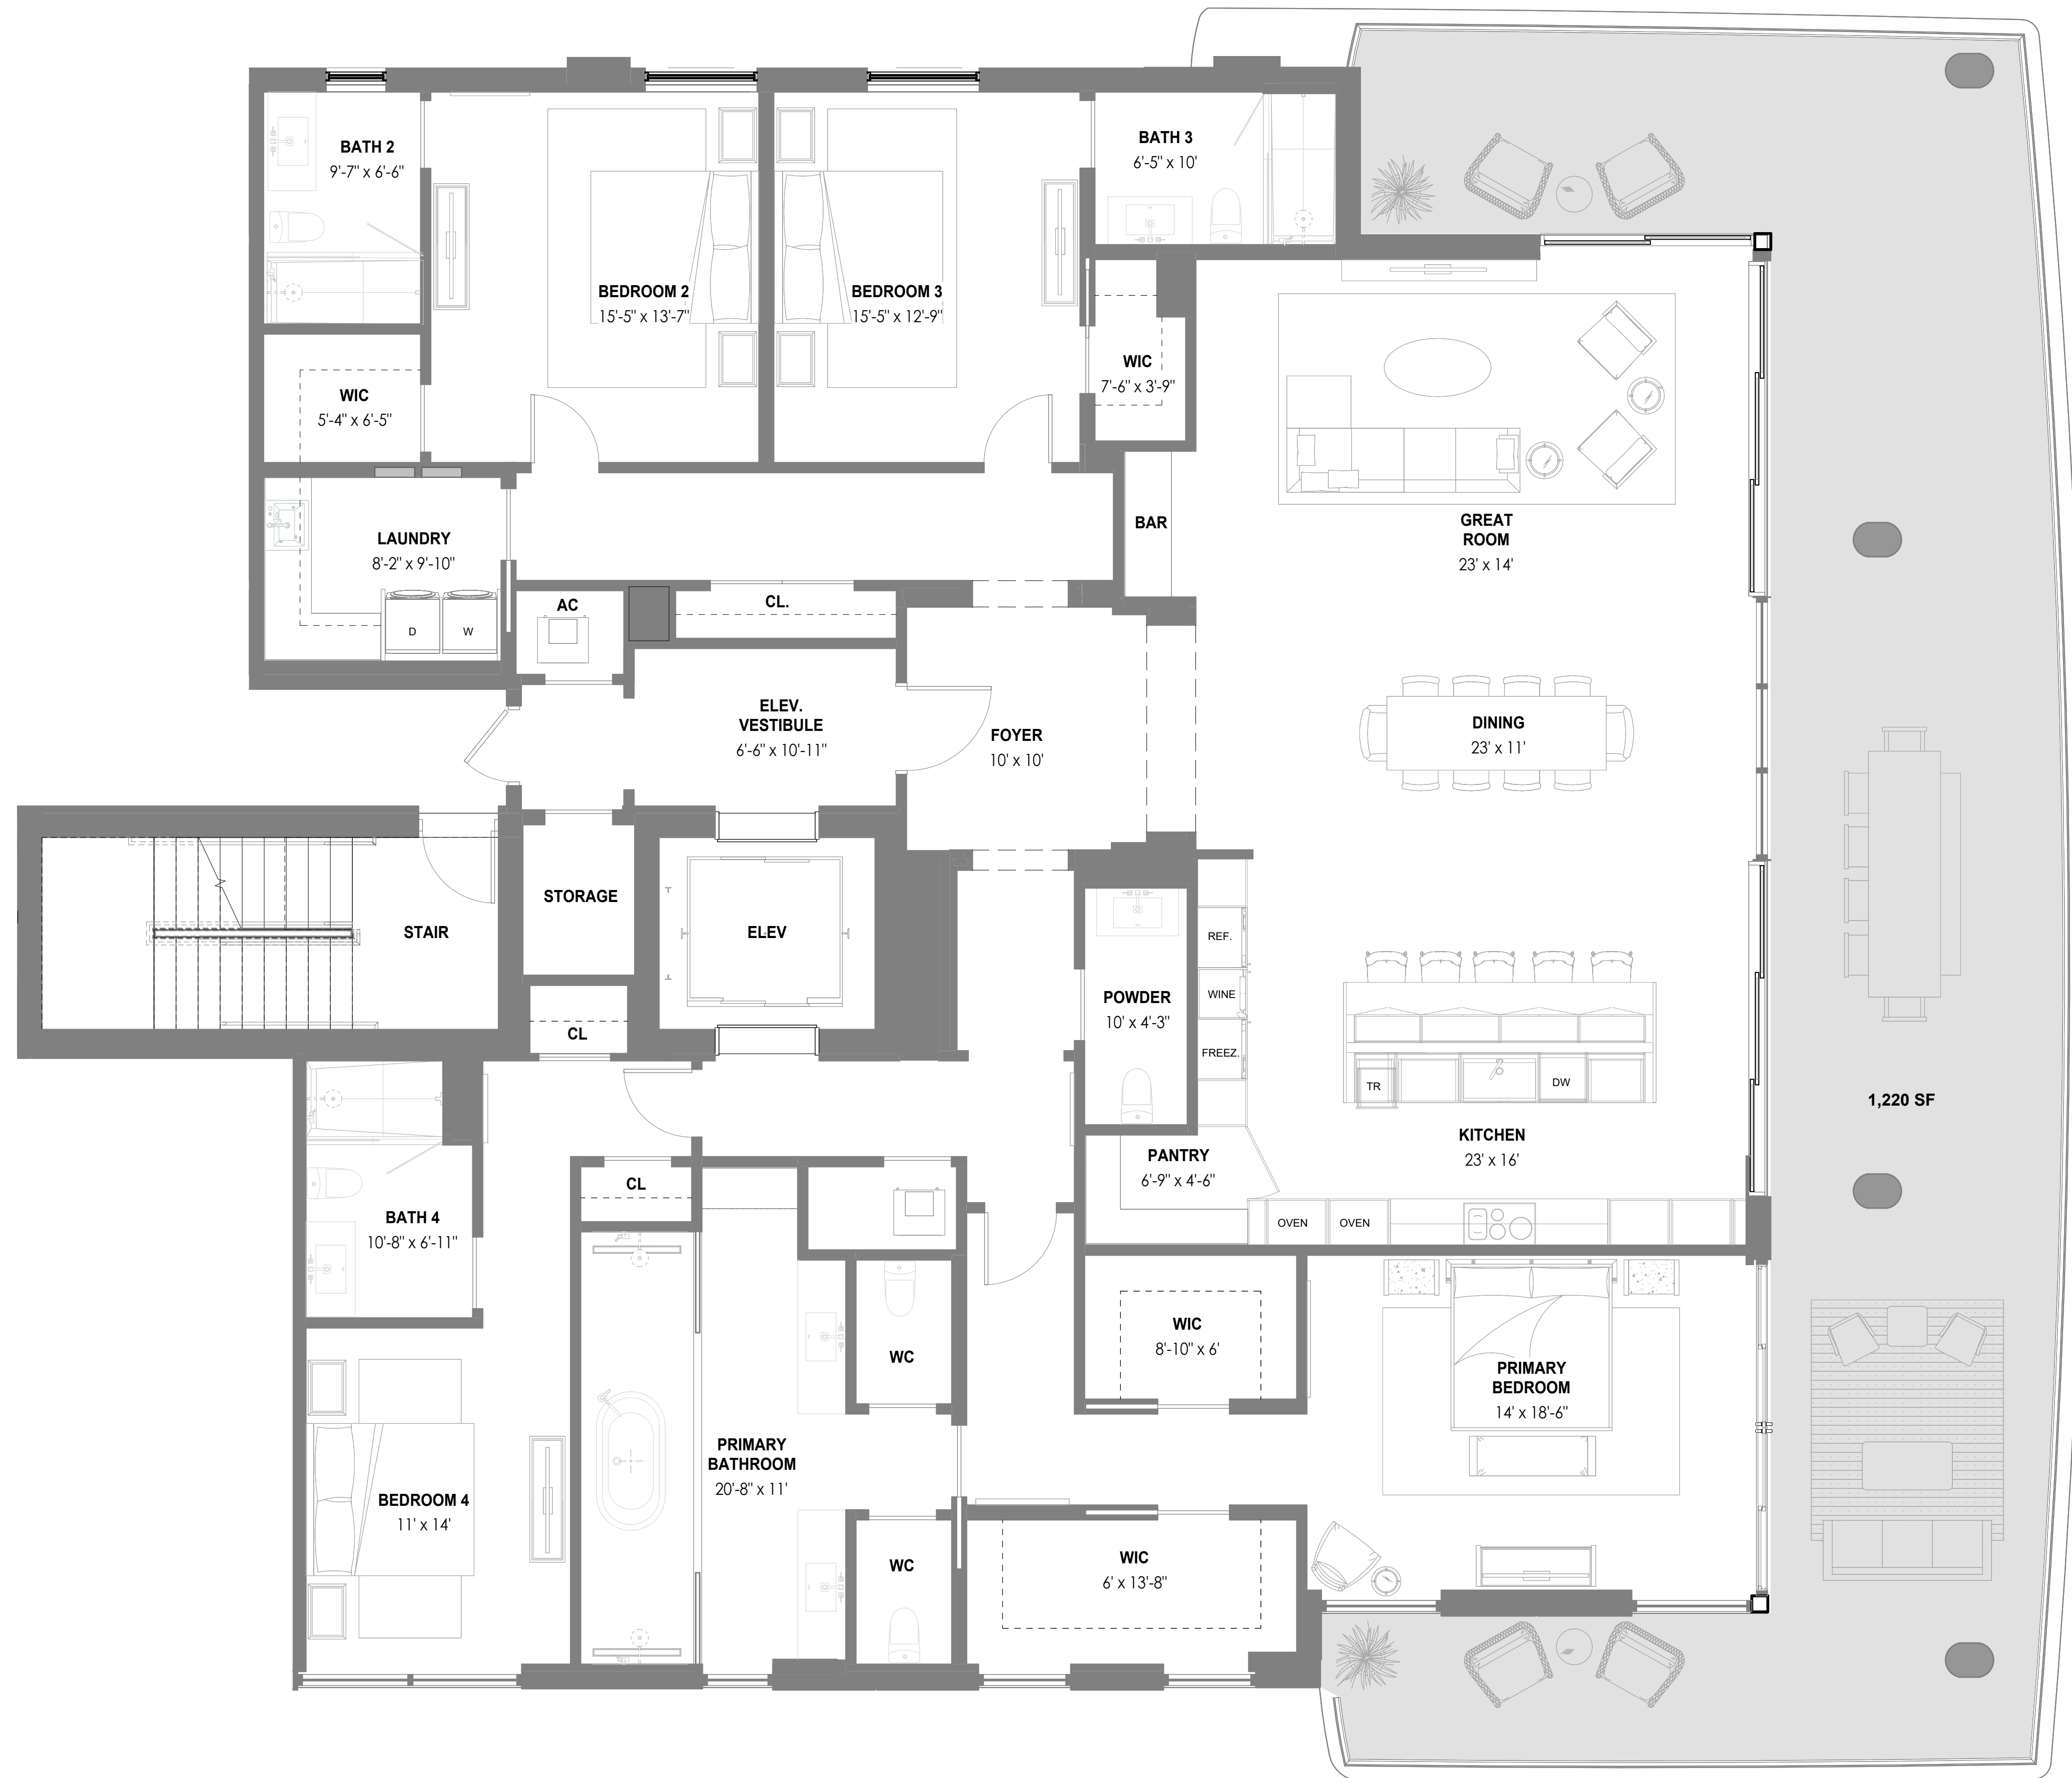 BATH 2
9'-7" x 6'-6"
BEDROOM 2
15'-5" x 13'-7"
BEDROOM 3
15'-5" x 12'-9"
BATH 3
6'-5" x 10'
WIC
5'-4" x 6'-5"
WIC
7'-6" x 3'-9"
LAUNDRY
8'-2" x 9'-10"
D
W
BAR
GREAT
ROOM
23' x 14'
AC
CL.
ELEV.
VESTIBULE
6'-6" x 10'-11"
FOYER
10' x 10'
DINING
23' x 11'
STAIR
STORAGE
ELEV
CL
POWDER
10' x 4'-3"
REF.
WINE
FREEZ.
TR
DW
KITCHEN
23' x 16'
1,220 SF
PANTRY
6'-9" x 4'-6"
OVEN
OVEN
CL
BATH 4
10'-8" x 6'-11"
WC
WIC
8'-10" x 6'
PRIMARY
BEDROOM
14' x 18'-6"
PRIMARY
BATHROOM
20'-8" x 11'
BEDROOM 4
11' x 14'
WC
WIC
6' x 13'-8"